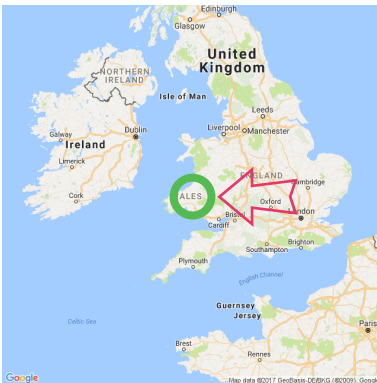 Edinburgh
Glasgow
United
Kingdom
NORTHERN
IRELAND
Isle of Man
Leeds
Dublin
Liverpool
Manchester
Galway
Ireland
Limerick
ENGLAND
Cambridge
ALES
Cork
Oxford
London
Bristol
Cardiff
Brighton
Southampton
Plymouth
English Channel
Guernsey
Jersey
Celtic Sea
Paris
Brest
Rennes
Google
Map data ©2017 GeoBasis-DE/BKG (©2009), Google